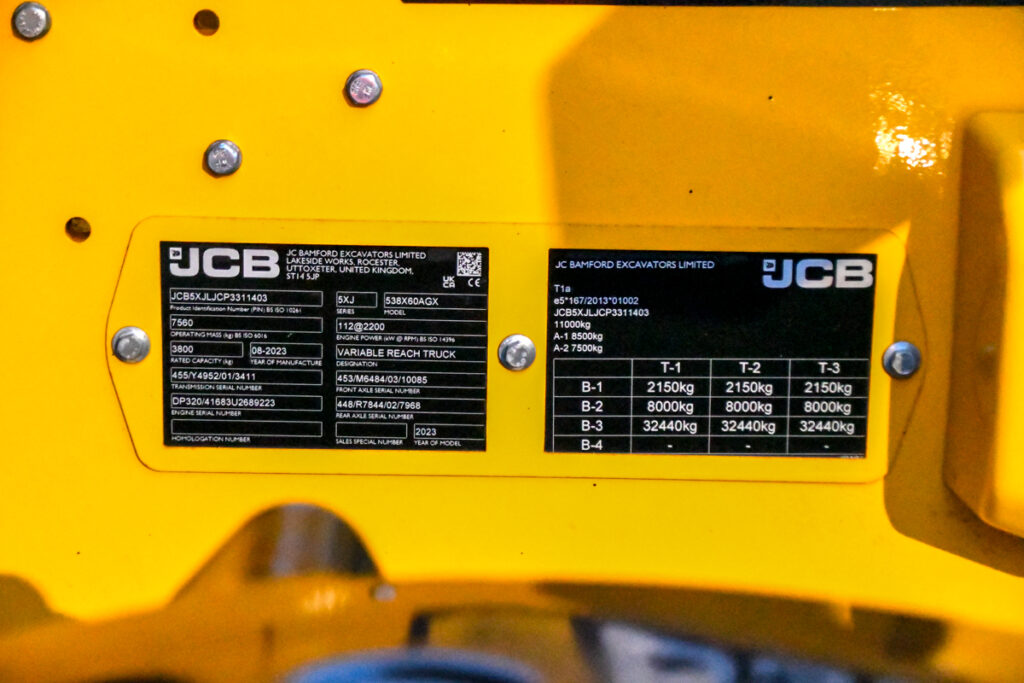 JCB
JC BAMFORD EXCAVATORS LIMITED
LAKESIDE WORKS, ROCESTER,
UTTOXETER, UNITED KINGDOM,
ST14 5JP
UK
CA
CE
JCB5XJLJCP3311403
Product Identification Number (PIN) BS ISO 10261
5XJ
SERIES
538X60AGX
MODEL
7560
OPERATING MASS (kg) BS ISO 6016
112@2200
ENGINE POWER (kW @ RPM) BS ISO 14396
3800
RATED CAPACITY (kg)
08-2023
YEAR OF MANUFACTURE
VARIABLE REACH TRUCK
DESIGNATION
455/Y4952/01/3411
TRANSMISSION SERIAL NUMBER
453/M6484/03/10085
FRONT AXLE SERIAL NUMBER
DP320/41683U2689223
ENGINE SERIAL NUMBER
448/R7844/02/7968
REAR AXLE SERIAL NUMBER
HOMOLOGATION NUMBER
SALES SPECIAL NUMBER
2023
YEAR OF MODEL
JC BAMFORD EXCAVATORS LIMITED
JCB
T1a
e5*167/2013*01002
JCB5XJLJCP3311403
11000kg
A-1 8500kg
A-2 7500kg
T-1 T-2 T-3
B-1 2150kg 2150kg 2150kg
B-2 8000kg 8000kg 8000kg
B-3 32440kg 32440kg 32440kg
B-4 - - -